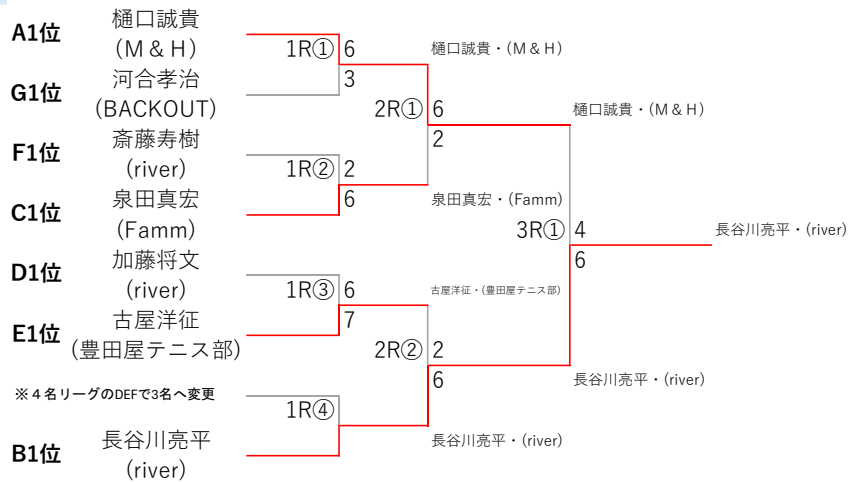 A1位
樋口誠貴
(M & H)
1R① 6
3
樋口誠貴・(M & H)
G1位
河合孝治
(BACKOUT)
2R① 6
2
樋口誠貴・(M & H)
F1位
斎藤寿樹
(river)
1R② 2
6
泉田真宏・(Famm)
C1位
泉田真宏
(Famm)
3R① 4
6
長谷川亮平・(river)
D1位
加藤将文
(river)
1R③ 6
7
古屋洋征・(豊田屋テニス部)
E1位
古屋洋征
(豊田屋テニス部)
2R② 2
6
長谷川亮平・(river)
※４名リーグのDEFで3名へ変更
1R④
長谷川亮平・(river)
B1位
長谷川亮平
(river)